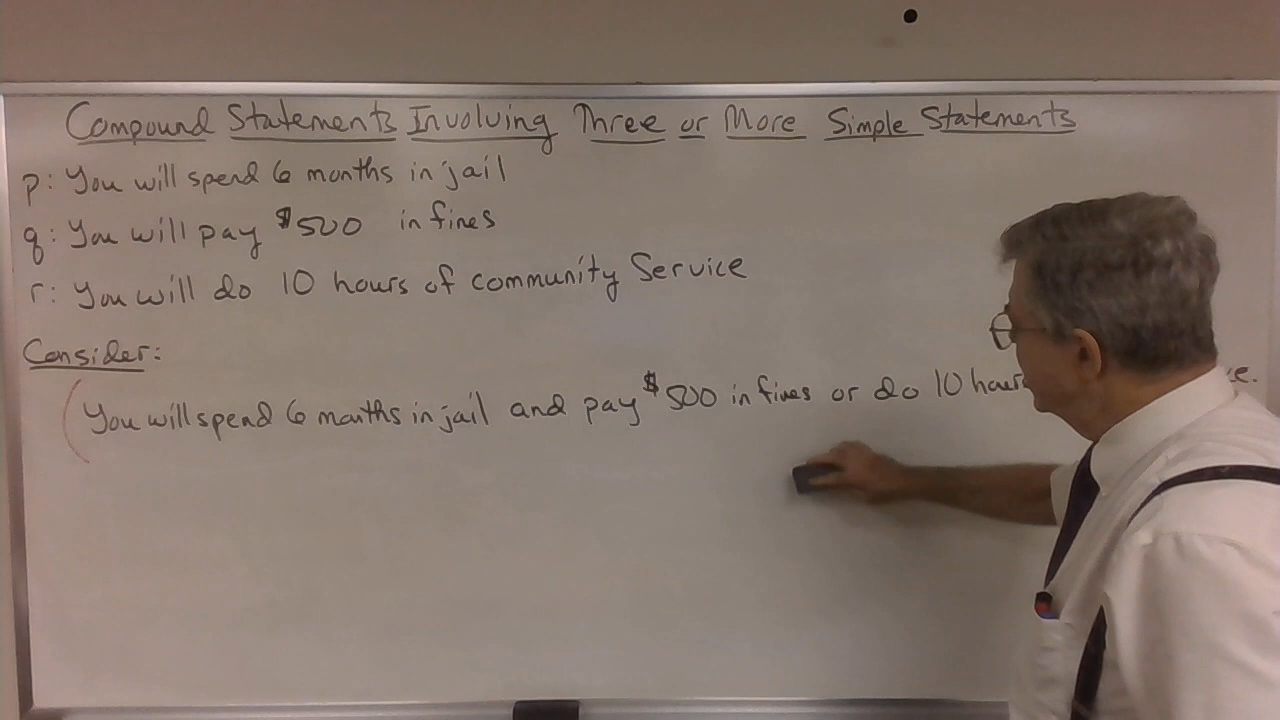 Compound Statements Involving Three or More Simple Statements
p: You will spend 6 months in jail
q: You will pay $500 in fines
r: You will do 10 hours of community Service
Consider:
(You will spend 6 months in jail and pay $500 in fines or do 10 hours